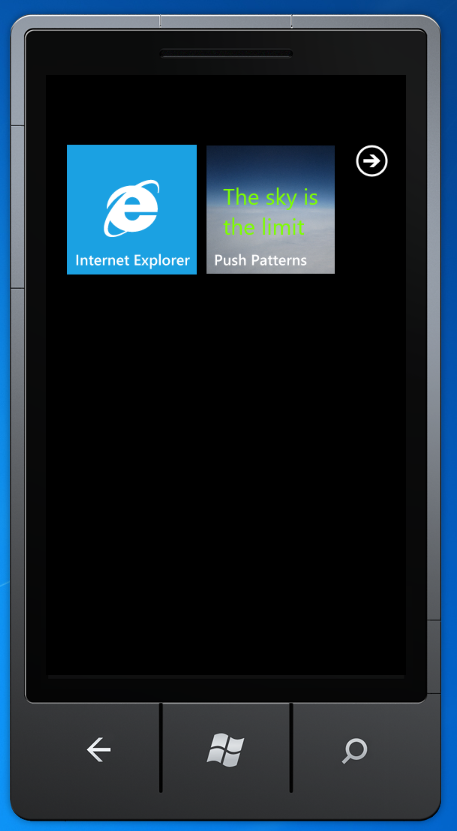 The sky is
the limit
Internet Explorer
Push Patterns